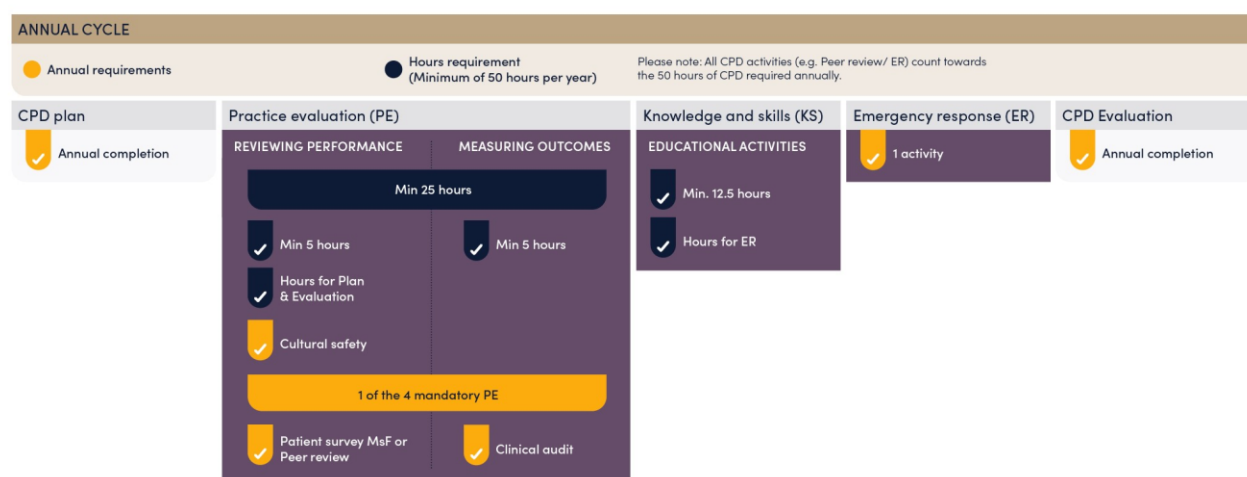 ANNUAL CYCLE
Annual requirements
Hours requirement
(Minimum of 50 hours per year)
Please note: All CPD activities (e.g. Peer review/ ER) count towards
the 50 hours of CPD required annually.
CPD plan
Annual completion
Practice evaluation (PE)
REVIEWING PERFORMANCE
MEASURING OUTCOMES
Min 25 hours
Min 5 hours
Min 5 hours
Hours for Plan
& Evaluation
Cultural safety
1 of the 4 mandatory PE
Patient survey MsF or
Peer review
Clinical audit
Knowledge and skills (KS)
EDUCATIONAL ACTIVITIES
Min. 12.5 hours
Hours for ER
Emergency response (ER)
1 activity
CPD Evaluation
Annual completion